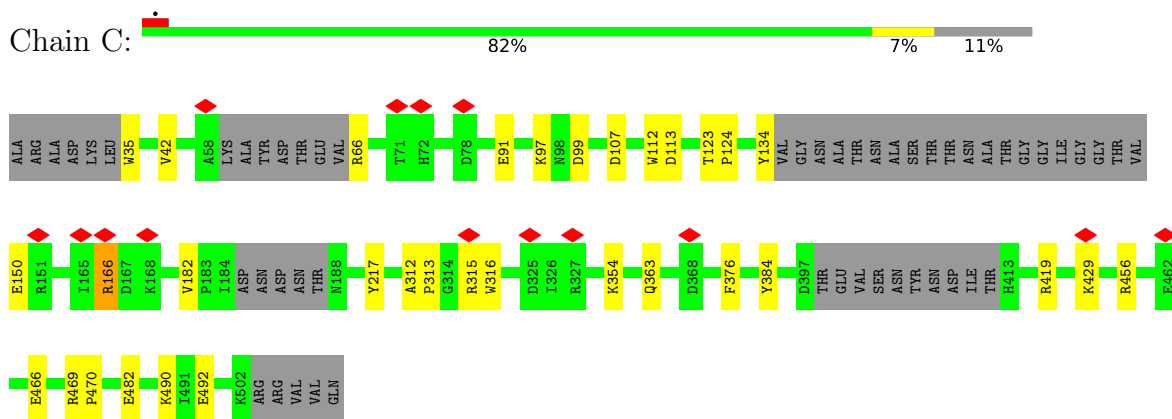 Chain C:
82% 7% 11%
ALA ARG ALA ASP LYS LEU W35 V42 A58 LYS ALA TYR ASP THR GLU VAL R66 T71 H72 D78 E91 K97 N98 D99 D107 W112 D113 T123 P124 Y134 VAL GLY ASN ALA THR ASN ALA SER THR THR ASN ALA THR GLY GLY ILE GLY GLY THR VAL
E150 R151 I165 R166 D167 K168 V182 P183 I184 ASP ASN ASP ASN THR N188 Y217 A312 P313 G314 R315 W316 D325 I326 R327 K354 Q363 D368 F376 Y384 D397 THR GLU VAL SER ASN TYR ASN ASP ILE THR H413 R419 K429 R456 E462
E466 R469 P470 E482 K490 I491 E492 K502 ARG ARG VAL VAL GLN